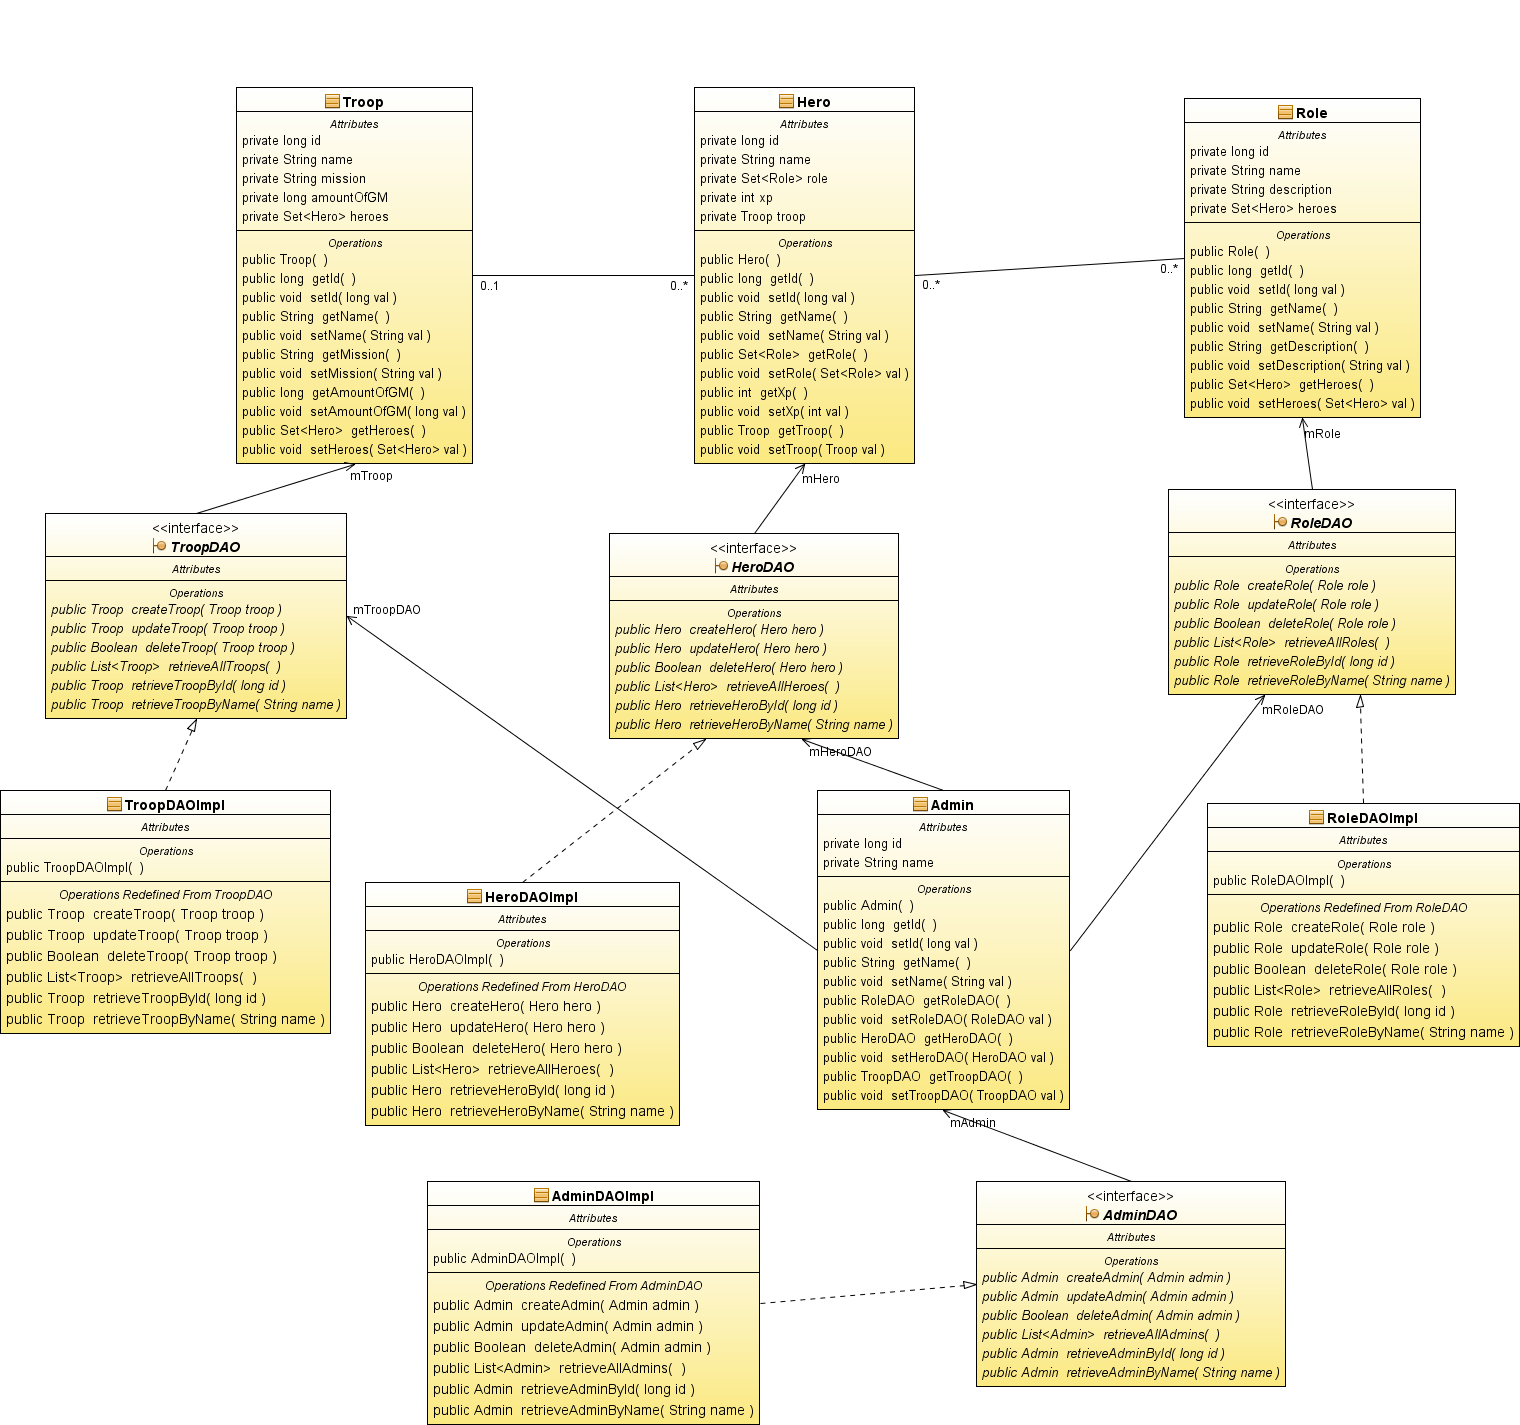 Troop
Attributes
private long id
private String name
private String mission
private long amountOfGM
private Set<Hero> heroes
Operations
public Troop(  )
public long  getId(  )
public void  setId( long val )
public String  getName(  )
public void  setName( String val )
public String  getMission(  )
public void  setMission( String val )
public long  getAmountOfGM(  )
public void  setAmountOfGM( long val )
public Set<Hero>  getHeroes(  )
public void  setHeroes( Set<Hero> val )
0..1
0..*
Hero
Attributes
private long id
private String name
private Set<Role> role
private int xp
private Troop troop
Operations
public Hero(  )
public long  getId(  )
public void  setId( long val )
public String  getName(  )
public void  setName( String val )
public Set<Role>  getRole(  )
public void  setRole( Set<Role> val )
public int  getXp(  )
public void  setXp( int val )
public Troop  getTroop(  )
public void  setTroop( Troop val )
0..*
0..*
Role
Attributes
private long id
private String name
private String description
private Set<Hero> heroes
Operations
public Role(  )
public long  getId(  )
public void  setId( long val )
public String  getName(  )
public void  setName( String val )
public String  getDescription(  )
public void  setDescription( String val )
public Set<Hero>  getHeroes(  )
public void  setHeroes( Set<Hero> val )
mTroop
mHero
mRole
<<interface>>
TroopDAO
Attributes
Operations
public Troop  createTroop( Troop troop )
public Troop  updateTroop( Troop troop )
public Boolean  deleteTroop( Troop troop )
public List<Troop>  retrieveAllTroops(  )
public Troop  retrieveTroopById( long id )
public Troop  retrieveTroopByName( String name )
mTroopDAO
<<interface>>
HeroDAO
Attributes
Operations
public Hero  createHero( Hero hero )
public Hero  updateHero( Hero hero )
public Boolean  deleteHero( Hero hero )
public List<Hero>  retrieveAllHeroes(  )
public Hero  retrieveHeroById( long id )
public Hero  retrieveHeroByName( String name )
mHeroDAO
<<interface>>
RoleDAO
Attributes
Operations
public Role  createRole( Role role )
public Role  updateRole( Role role )
public Boolean  deleteRole( Role role )
public List<Role>  retrieveAllRoles(  )
public Role  retrieveRoleById( long id )
public Role  retrieveRoleByName( String name )
mRoleDAO
TroopDAOImpl
Attributes
Operations
public TroopDAOImpl(  )
Operations Redefined From TroopDAO
public Troop  createTroop( Troop troop )
public Troop  updateTroop( Troop troop )
public Boolean  deleteTroop( Troop troop )
public List<Troop>  retrieveAllTroops(  )
public Troop  retrieveTroopById( long id )
public Troop  retrieveTroopByName( String name )
HeroDAOImpl
Attributes
Operations
public HeroDAOImpl(  )
Operations Redefined From HeroDAO
public Hero  createHero( Hero hero )
public Hero  updateHero( Hero hero )
public Boolean  deleteHero( Hero hero )
public List<Hero>  retrieveAllHeroes(  )
public Hero  retrieveHeroById( long id )
public Hero  retrieveHeroByName( String name )
Admin
Attributes
private long id
private String name
Operations
public Admin(  )
public long  getId(  )
public void  setId( long val )
public String  getName(  )
public void  setName( String val )
public RoleDAO  getRoleDAO(  )
public void  setRoleDAO( RoleDAO val )
public HeroDAO  getHeroDAO(  )
public void  setHeroDAO( HeroDAO val )
public TroopDAO  getTroopDAO(  )
public void  setTroopDAO( TroopDAO val )
RoleDAOImpl
Attributes
Operations
public RoleDAOImpl(  )
Operations Redefined From RoleDAO
public Role  createRole( Role role )
public Role  updateRole( Role role )
public Boolean  deleteRole( Role role )
public List<Role>  retrieveAllRoles(  )
public Role  retrieveRoleById( long id )
public Role  retrieveRoleByName( String name )
mAdmin
AdminDAOImpl
Attributes
Operations
public AdminDAOImpl(  )
Operations Redefined From AdminDAO
public Admin  createAdmin( Admin admin )
public Admin  updateAdmin( Admin admin )
public Boolean  deleteAdmin( Admin admin )
public List<Admin>  retrieveAllAdmins(  )
public Admin  retrieveAdminById( long id )
public Admin  retrieveAdminByName( String name )
<<interface>>
AdminDAO
Attributes
Operations
public Admin  createAdmin( Admin admin )
public Admin  updateAdmin( Admin admin )
public Boolean  deleteAdmin( Admin admin )
public List<Admin>  retrieveAllAdmins(  )
public Admin  retrieveAdminById( long id )
public Admin  retrieveAdminByName( String name )